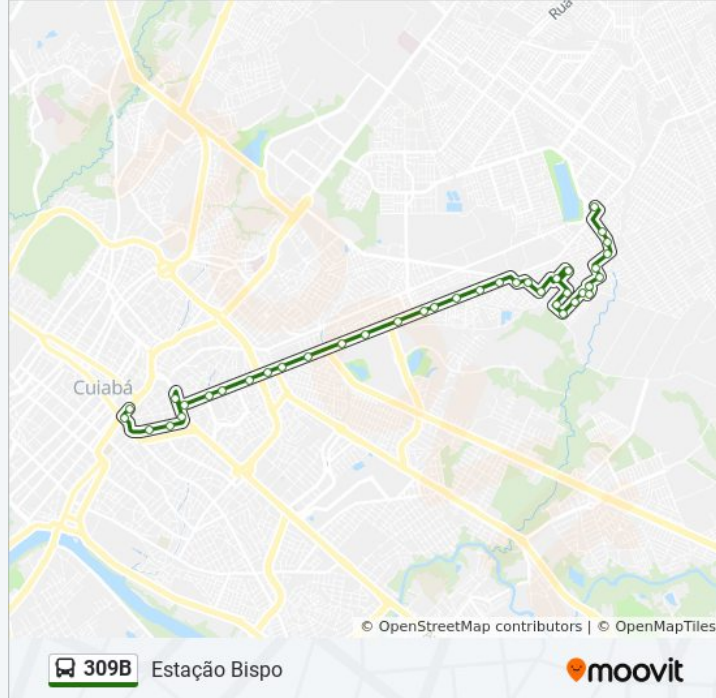 Rua
Cuiabá
© OpenStreetMap contributors | © OpenMapTiles
309B Estação Bispo
moovit